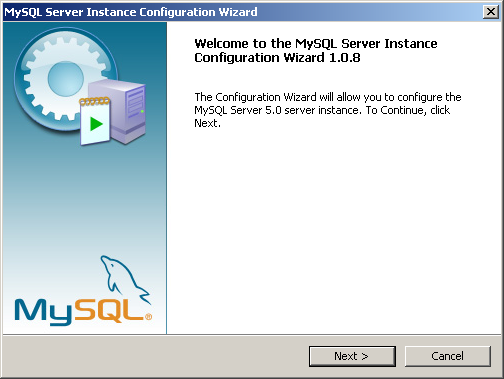 MySQL Server Instance Configuration Wizard
Welcome to the MySQL Server Instance
Configuration Wizard 1.0.8
The Configuration Wizard will allow you to configure the
MySQL Server 5.0 server instance. To Continue, click
Next.
MySQL®
Next >
Cancel